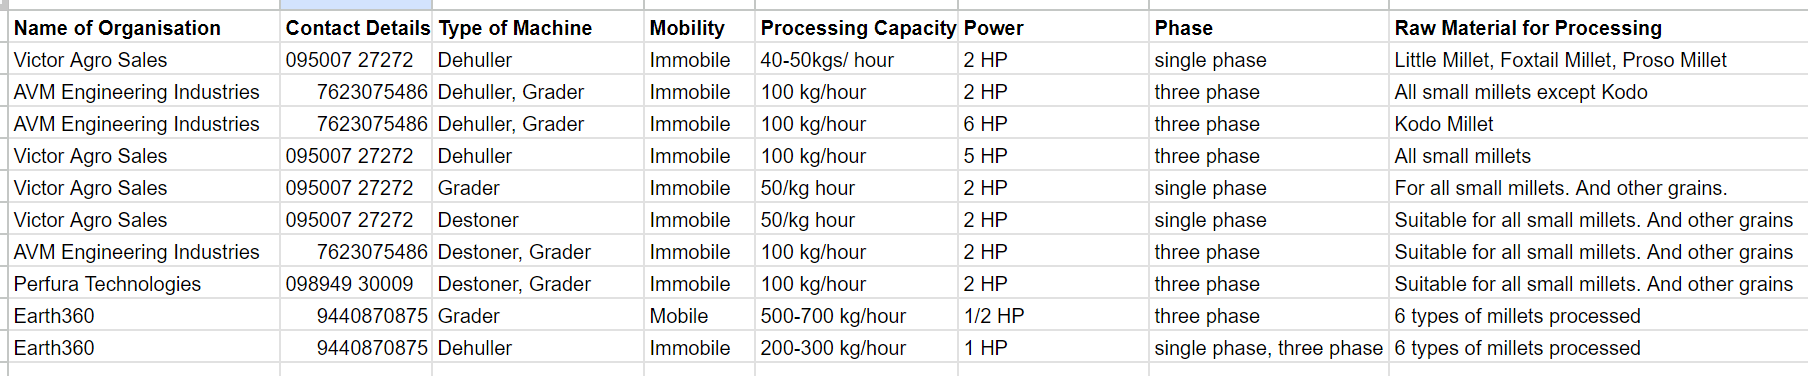 Name of Organisation Contact Details Type of Machine Mobility Processing Capacity Power Phase Raw Material for Processing
Victor Agro Sales 095007 27272 Dehuller Immobile 40-50kgs/ hour 2 HP single phase Little Millet, Foxtail Millet, Proso Millet
AVM Engineering Industries 7623075486 Dehuller, Grader Immobile 100 kg/hour 2 HP three phase All small millets except Kodo
AVM Engineering Industries 7623075486 Dehuller, Grader Immobile 100 kg/hour 6 HP three phase Kodo Millet
Victor Agro Sales 095007 27272 Dehuller Immobile 100 kg/hour 5 HP three phase All small millets
Victor Agro Sales 095007 27272 Grader Immobile 50/kg hour 2 HP single phase For all small millets. And other grains.
Victor Agro Sales 095007 27272 Destoner Immobile 50/kg hour 2 HP single phase Suitable for all small millets. And other grains
AVM Engineering Industries 7623075486 Destoner, Grader Immobile 100 kg/hour 2 HP three phase Suitable for all small millets. And other grains
Perfura Technologies 098949 30009 Destoner, Grader Immobile 100 kg/hour 2 HP three phase Suitable for all small millets. And other grains
Earth360 9440870875 Grader Mobile 500-700 kg/hour 1/2 HP three phase 6 types of millets processed
Earth360 9440870875 Dehuller Immobile 200-300 kg/hour 1 HP single phase, three phase 6 types of millets processed